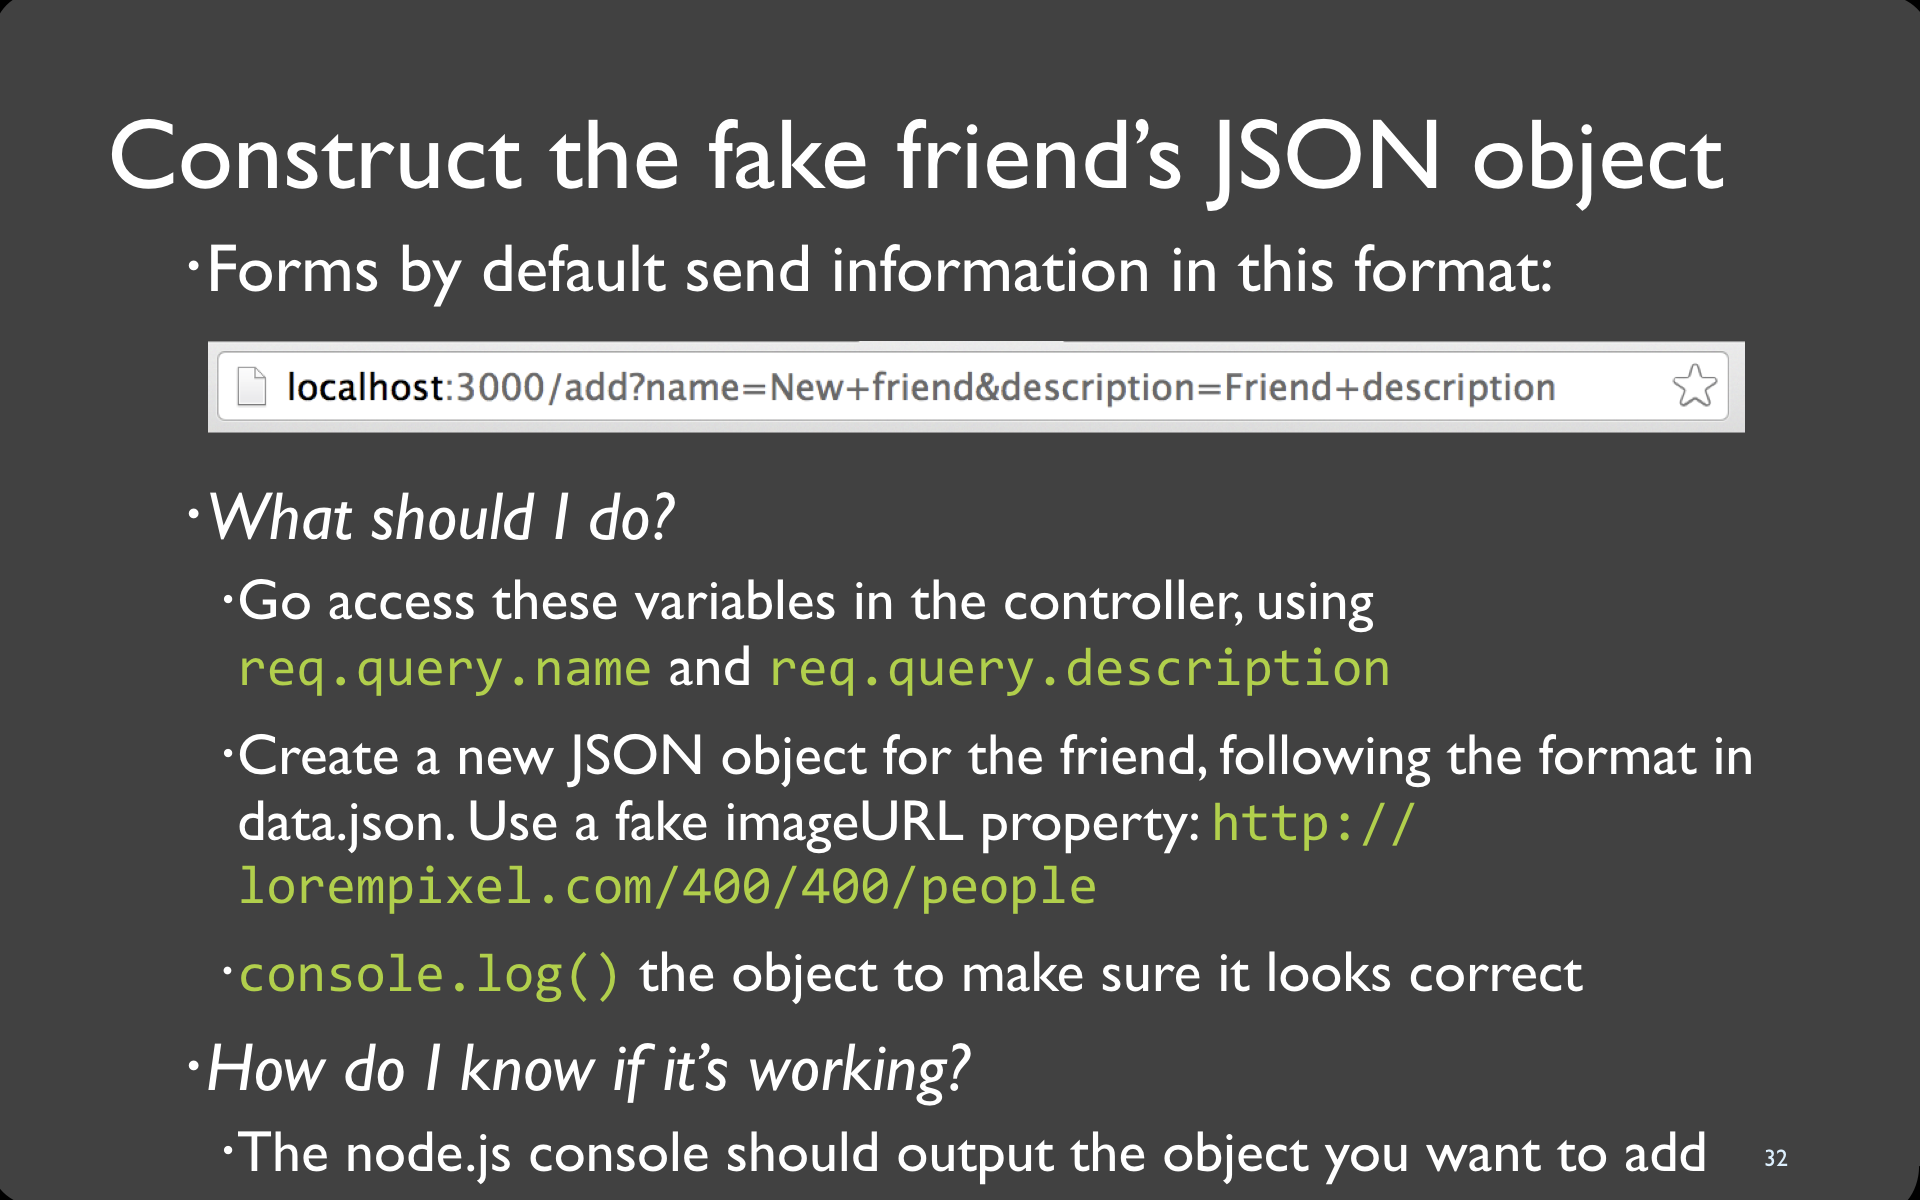 Construct the fake friend’s JSON object
•Forms by default send information in this format:
localhost:3000/add?name=New+friend&description=Friend+description
•What should I do?
•Go access these variables in the controller, using
req.query.name and req.query.description
•Create a new JSON object for the friend, following the format in
data.json. Use a fake imageURL property: http://
lorempixel.com/400/400/people
•console.log() the object to make sure it looks correct
•How do I know if it’s working?
•The node.js console should output the object you want to add
32